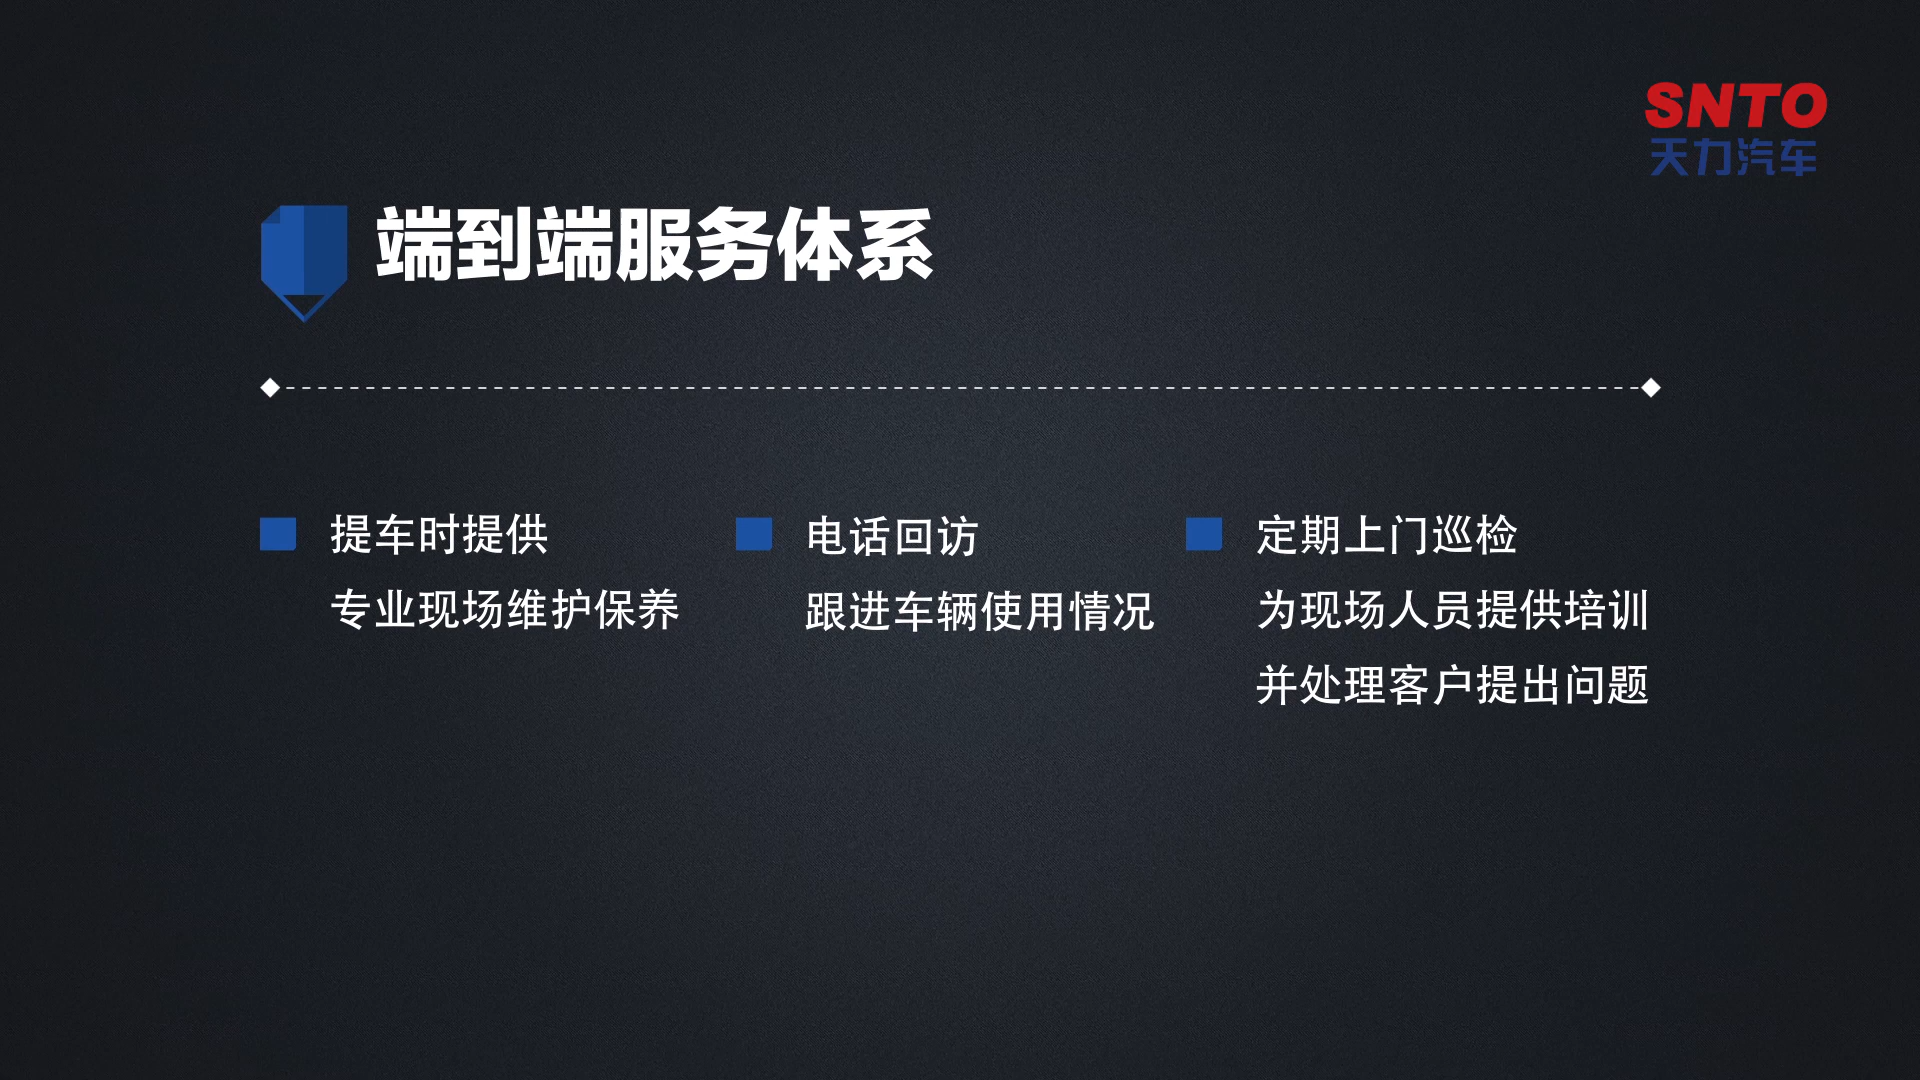 SNTO
天力汽车
端到端服务体系
提车时提供
专业现场维护保养
电话回访
跟进车辆使用情况
定期上门巡检
为现场人员提供培训
并处理客户提出问题